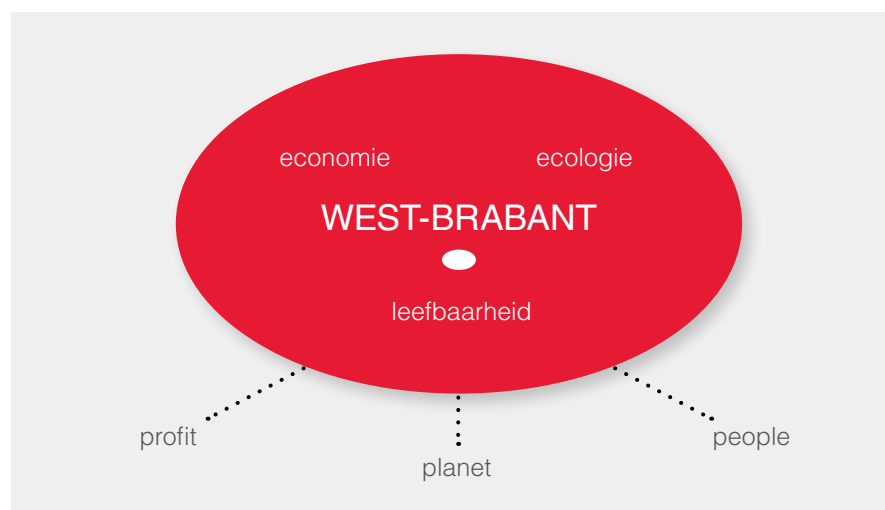 economie
ecologie
WEST-BRABANT
leefbaarheid
profit
people
planet